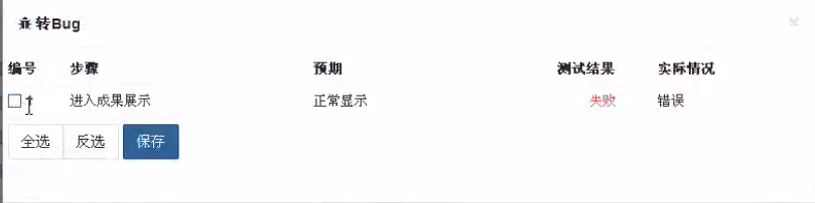 转Bug ×
编号 步骤 预期 测试结果 实际情况
1 进入成果展示 正常显示 失败 错误
全选 反选 保存